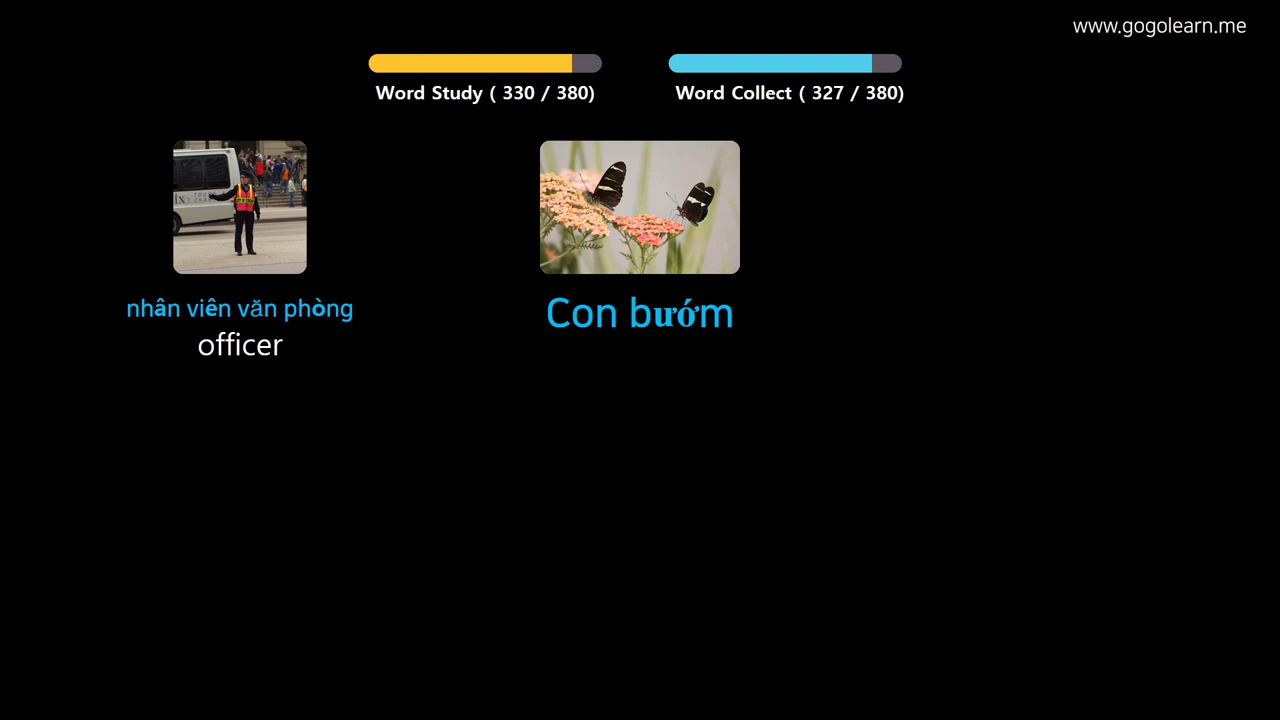 www.gogolearn.me
Word Study ( 330 / 380)
Word Collect ( 327 / 380)
nhân viên văn phòng
officer
Con bướm